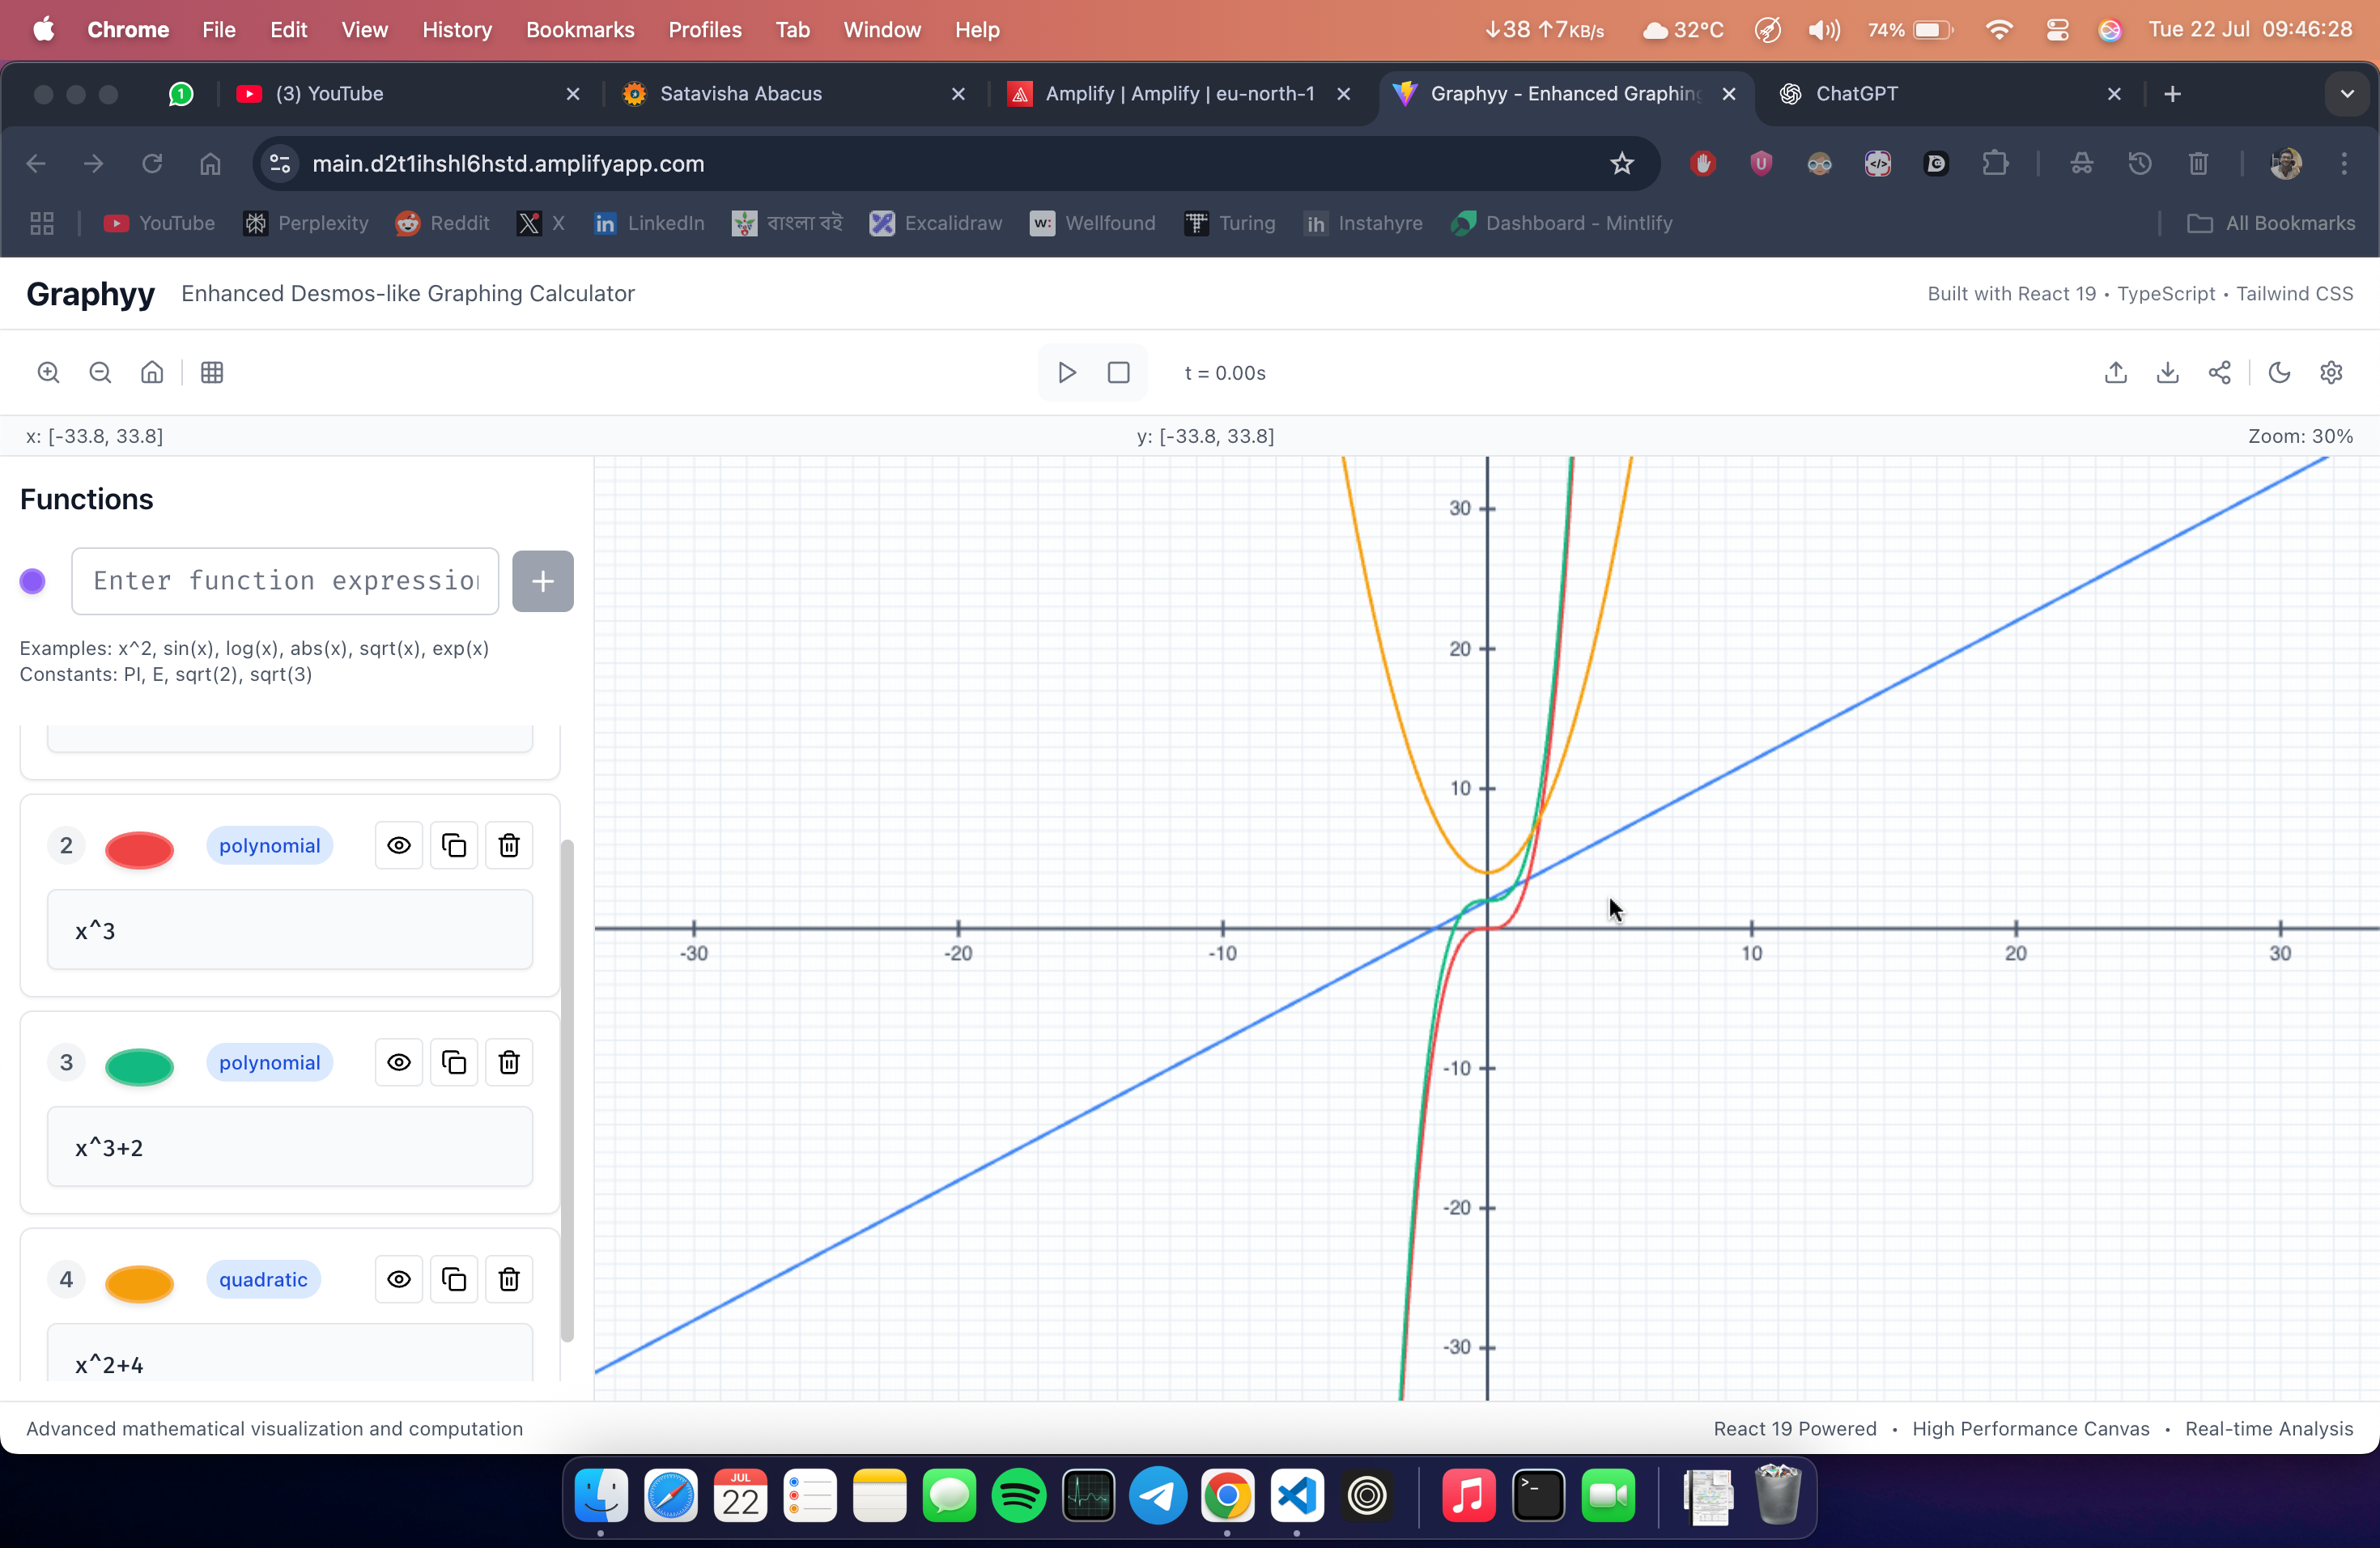 Chrome File Edit View History Bookmarks Profiles Tab Window Help ↓38 ↑7KB/s 32°C 74% Tue 22 Jul 09:46:28
1 (3) YouTube Satavisha Abacus Amplify | Amplify | eu-north-1 Graphyy - Enhanced Graphing ChatGPT
main.d2t1ihshl6hstd.amplifyapp.com
YouTube Perplexity Reddit X LinkedIn বাংলা বই Excalidraw Wellfound Turing Instahyre Dashboard - Mintlify All Bookmarks
Graphyy Enhanced Desmos-like Graphing Calculator Built with React 19 • TypeScript • Tailwind CSS
t = 0.00s
x: [-33.8, 33.8] y: [-33.8, 33.8] Zoom: 30%
Functions
Enter function expression
Examples: x^2, sin(x), log(x), abs(x), sqrt(x), exp(x)
Constants: PI, E, sqrt(2), sqrt(3)
2 polynomial
x^3
3 polynomial
x^3+2
4 quadratic
x^2+4
30
20
10
-30 -20 -10 10 20 30
-10
-20
-30
Advanced mathematical visualization and computation React 19 Powered • High Performance Canvas • Real-time Analysis
JUL
22